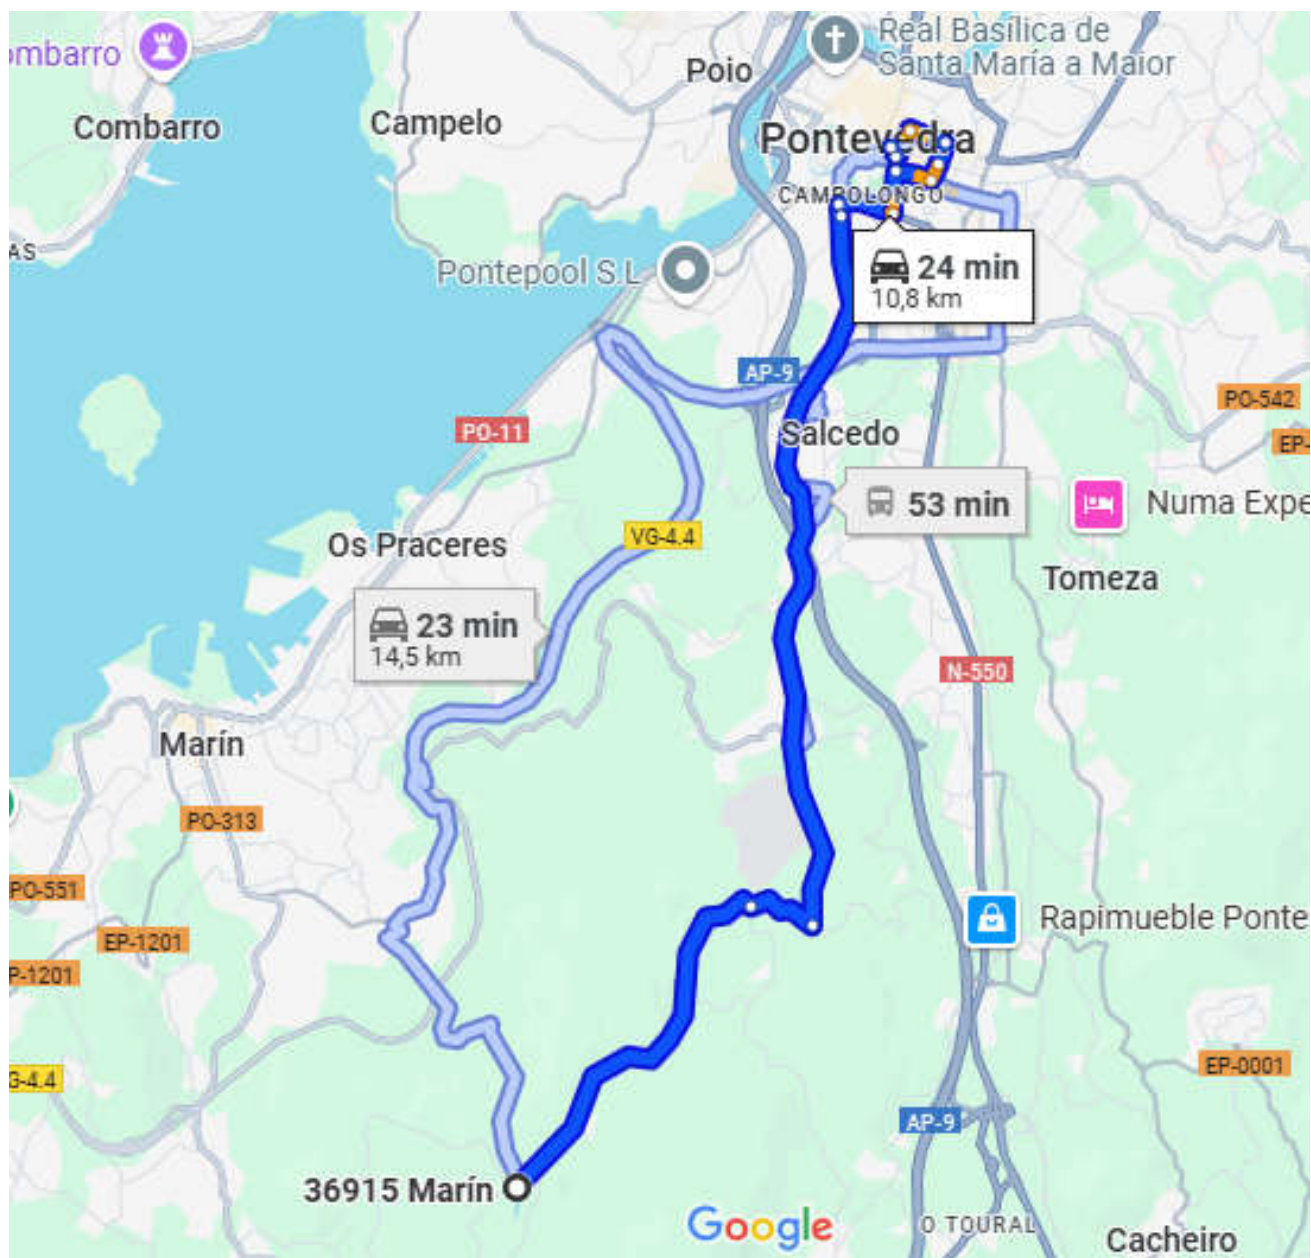 ombarro
Combarro
Campelo
Poio
Real Basílica de
Santa María a Maior
Pontevedra
CAMPOLONGO
AS
Pontepool S.L
24 min
10,8 km
AP-9
PO-542
EP-
PO-11
Salcedo
53 min
Numa Expe
VG-4.4
Os Praceres
Tomeza
23 min
14,5 km
N-550
Marín
PO-313
PO-551
EP-1201
P-1201
Rapimueble Ponte
G-4.4
EP-0001
AP-9
36915 Marín
Google
O TOURAL
Cacheiro